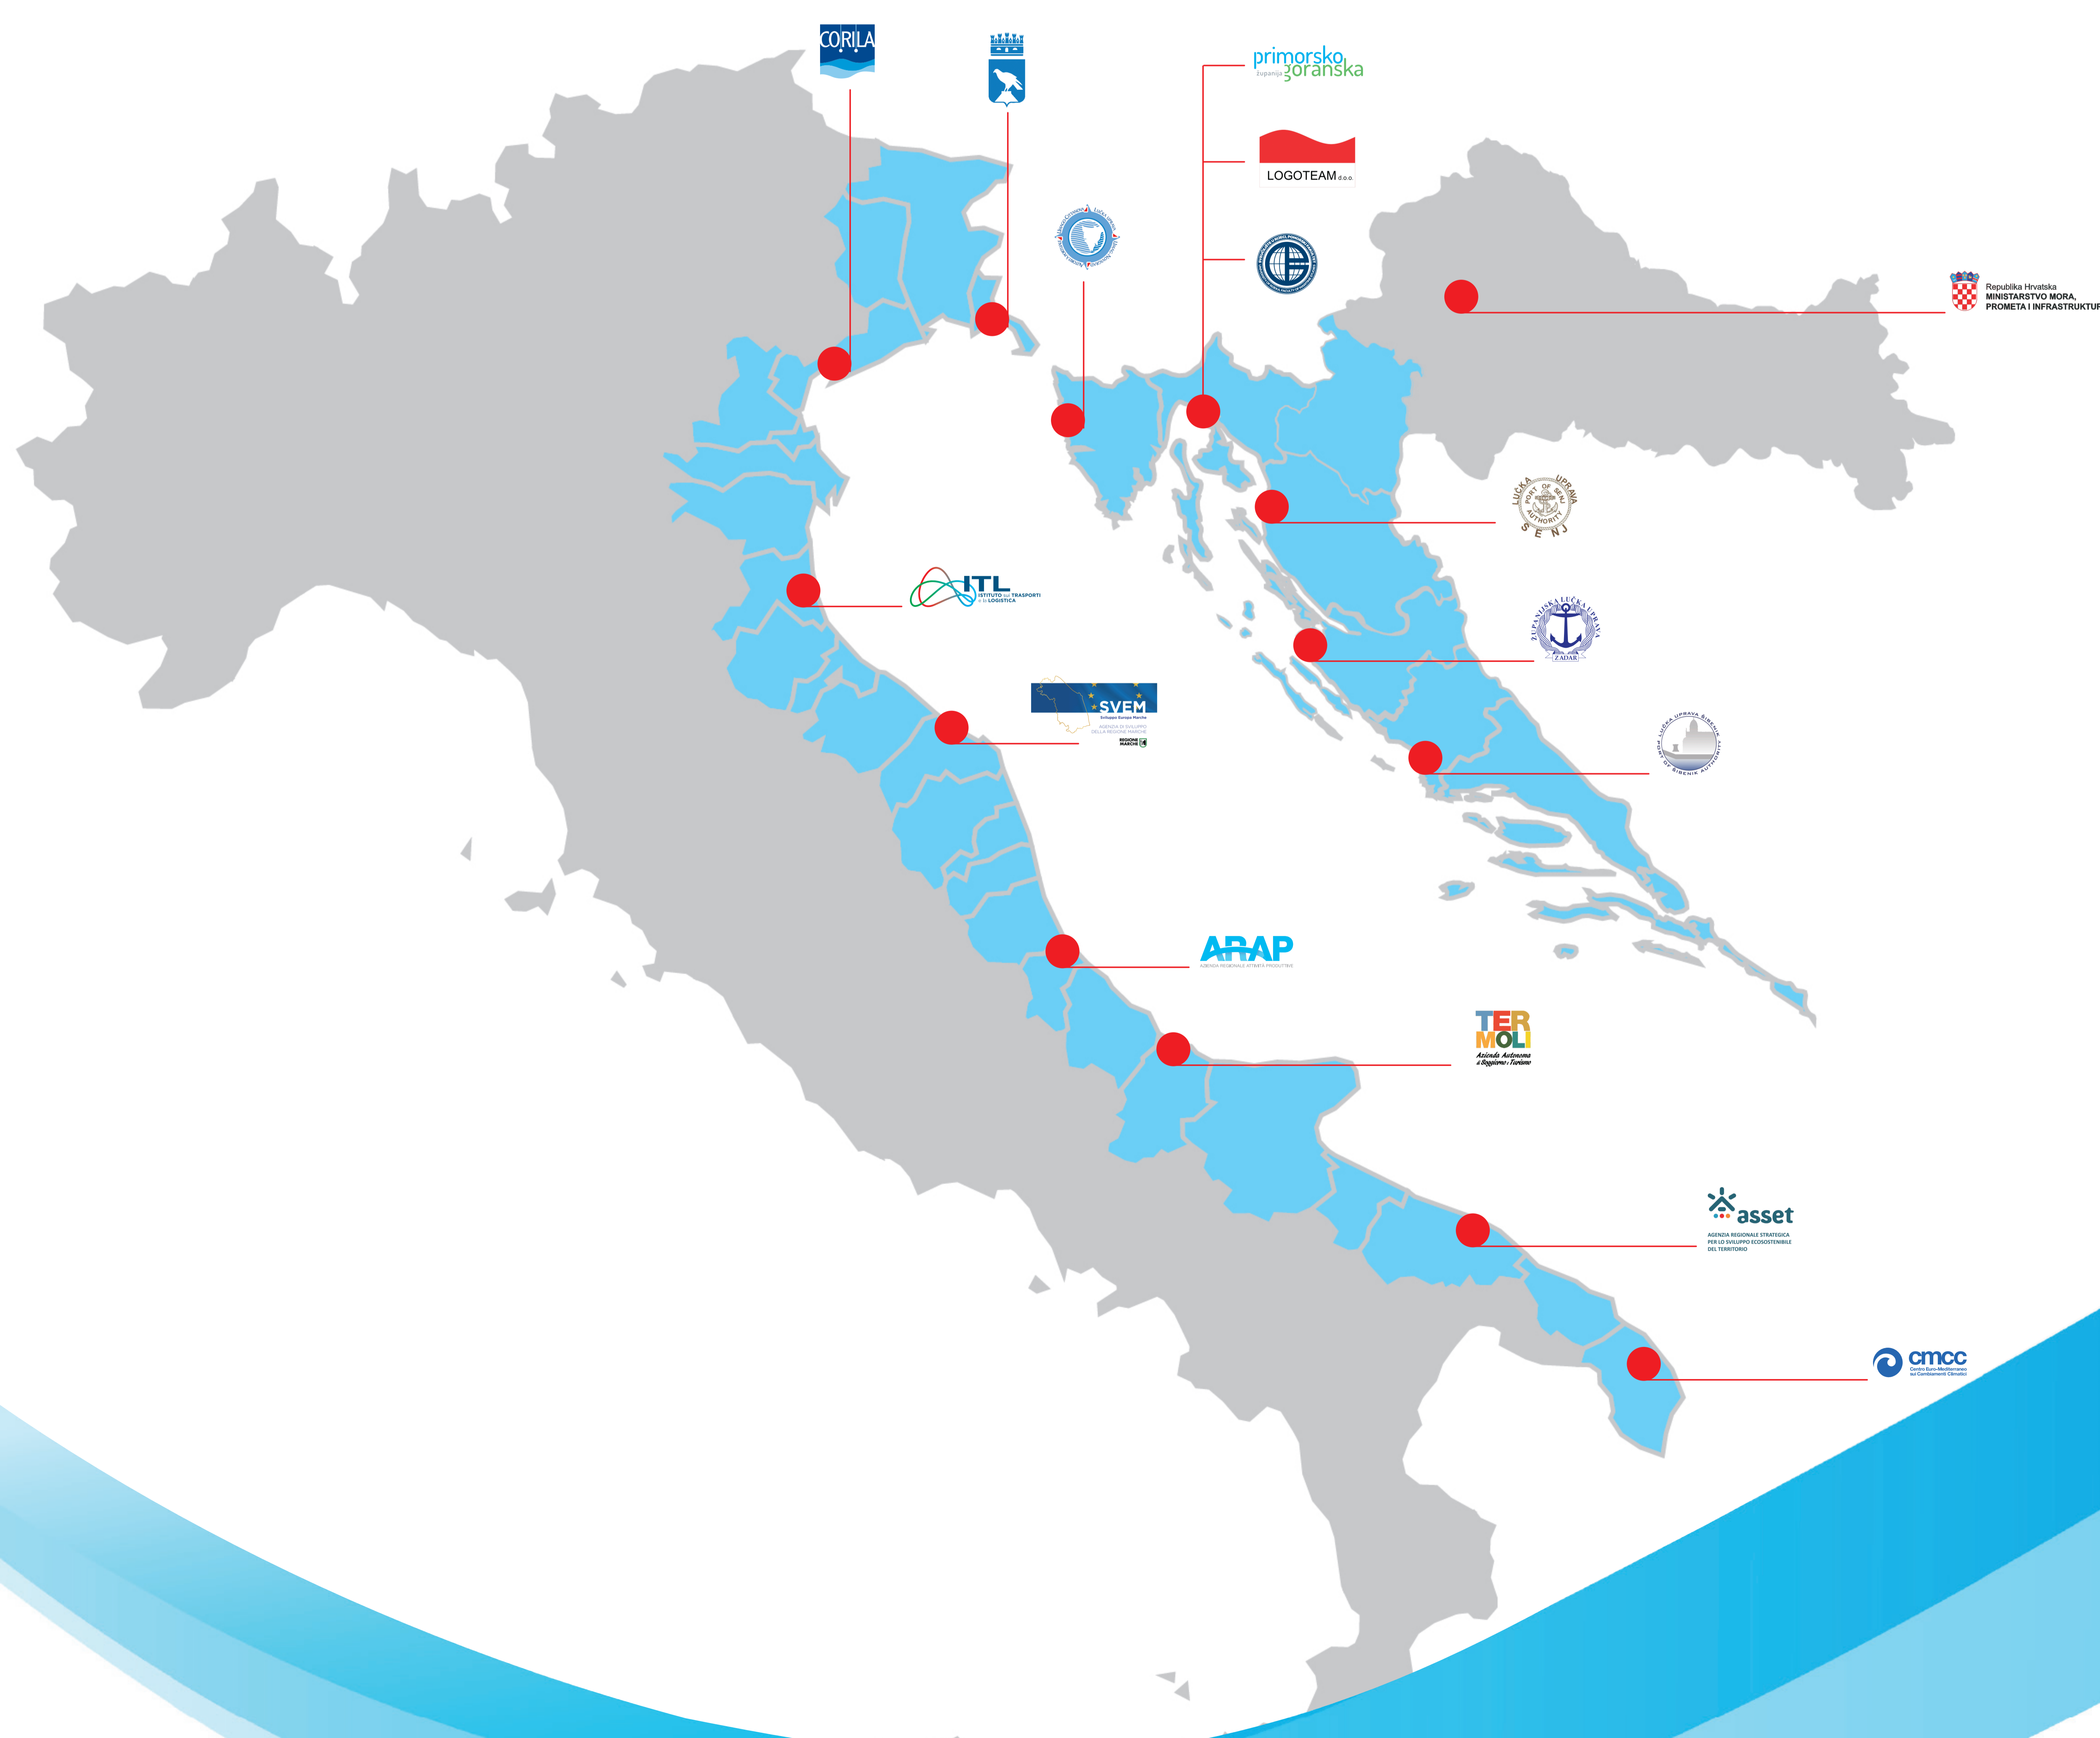 CORILA
primorsko
županija goranska
LOGOTEAM d.o.o.
Republika Hrvatska
MINISTARSTVO MORA,
PROMETA I INFRASTRUKTUR
LUČKA UPRAVA
PORT OF SENJ
AUTHORITY
SENJ
ITL
ISTITUTO SUI TRASPORTI
E LA LOGISTICA
ŽUPANIJSKA LUČKA UPRAVA
ZADAR
SVEM
Sviluppo Europa Marche
AGENZIA DI SVILUPPO
DELLA REGIONE MARCHE
REGIONE
MARCHE
LUČKA UPRAVA ŠIBENIK
PORT OF ŠIBENIK AUTHORITY
ARAP
AZIENDA REGIONALE ATTIVITÀ PRODUTTIVE
TER
MOLI
Azienda Autonoma
di Soggiorno e Turismo
asset
AGENZIA REGIONALE STRATEGICA
PER LO SVILUPPO ECOSOSTENIBILE
DEL TERRITORIO
cmcc
Centro Euro-Mediterraneo
sui Cambiamenti Climatici